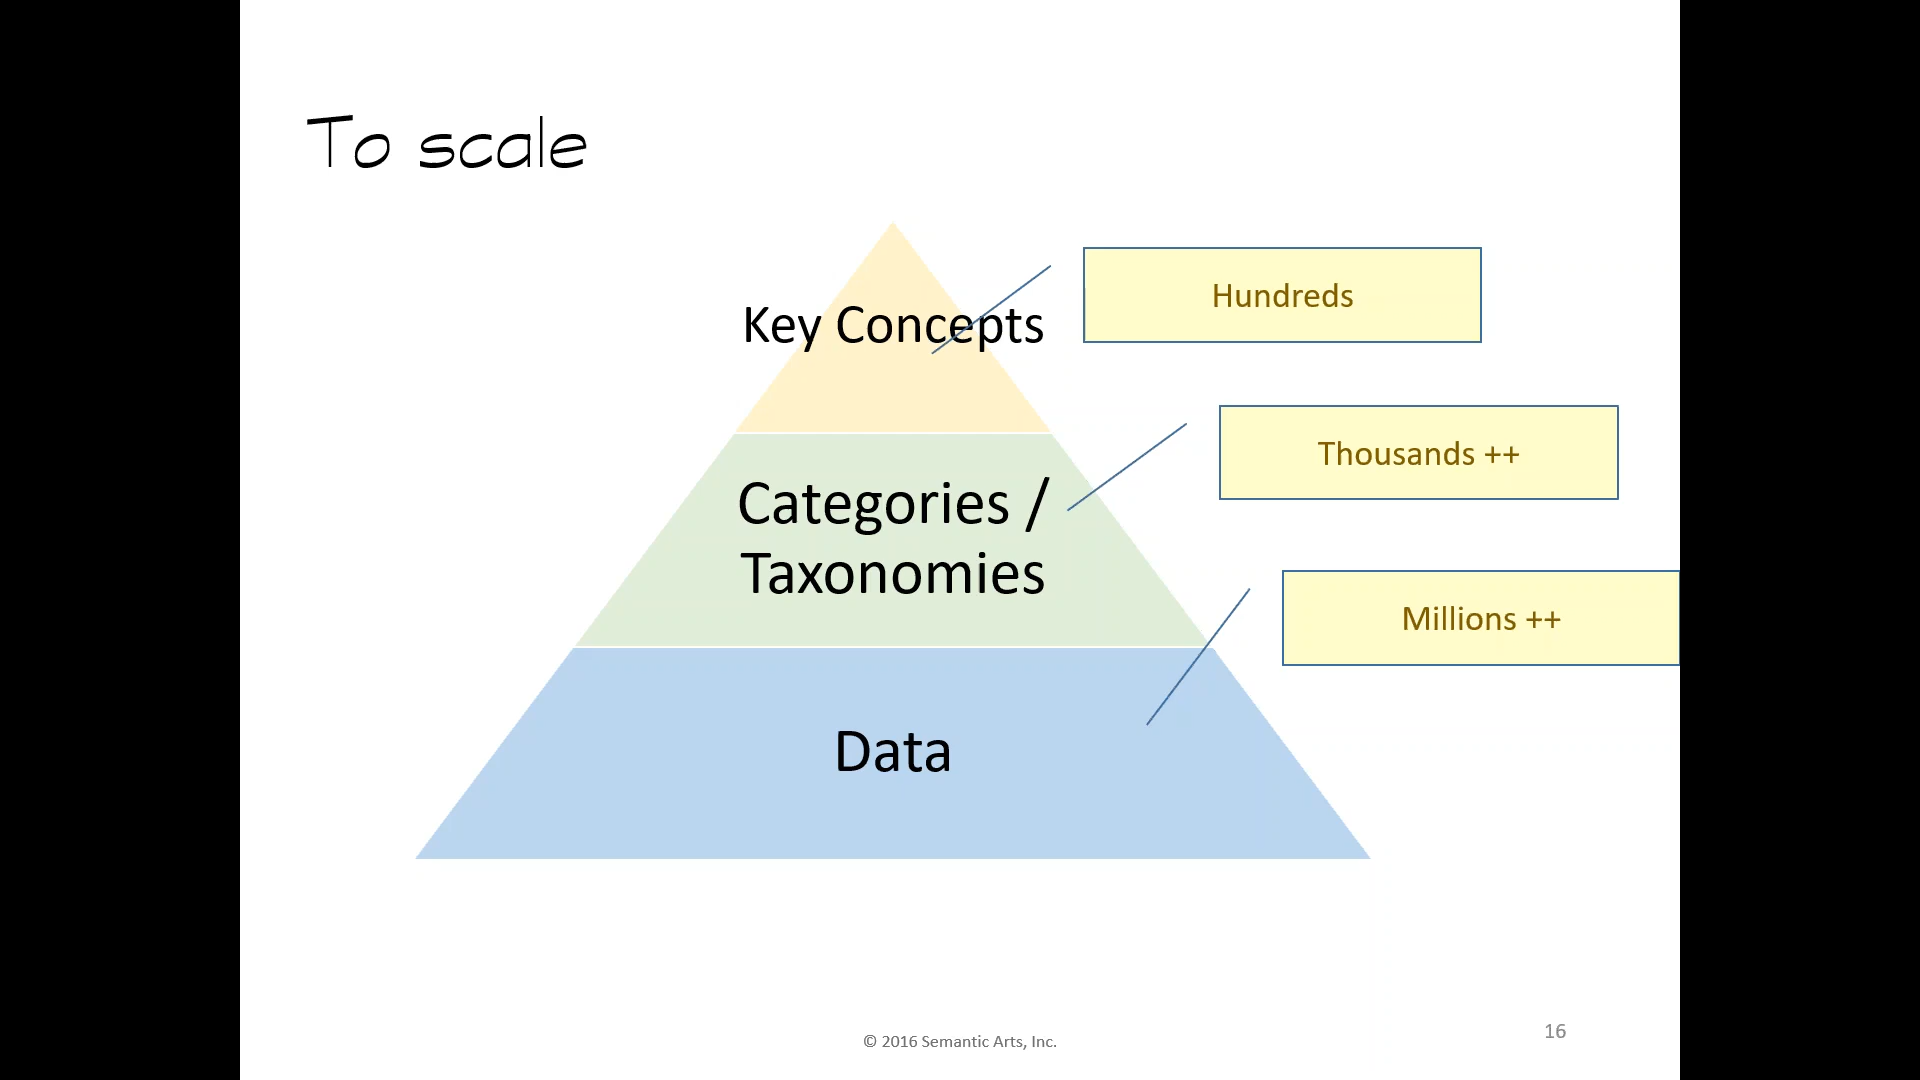 To scale
Key Concepts
Hundreds
Categories /
Taxonomies
Thousands ++
Millions ++
Data
© 2016 Semantic Arts, Inc.
16